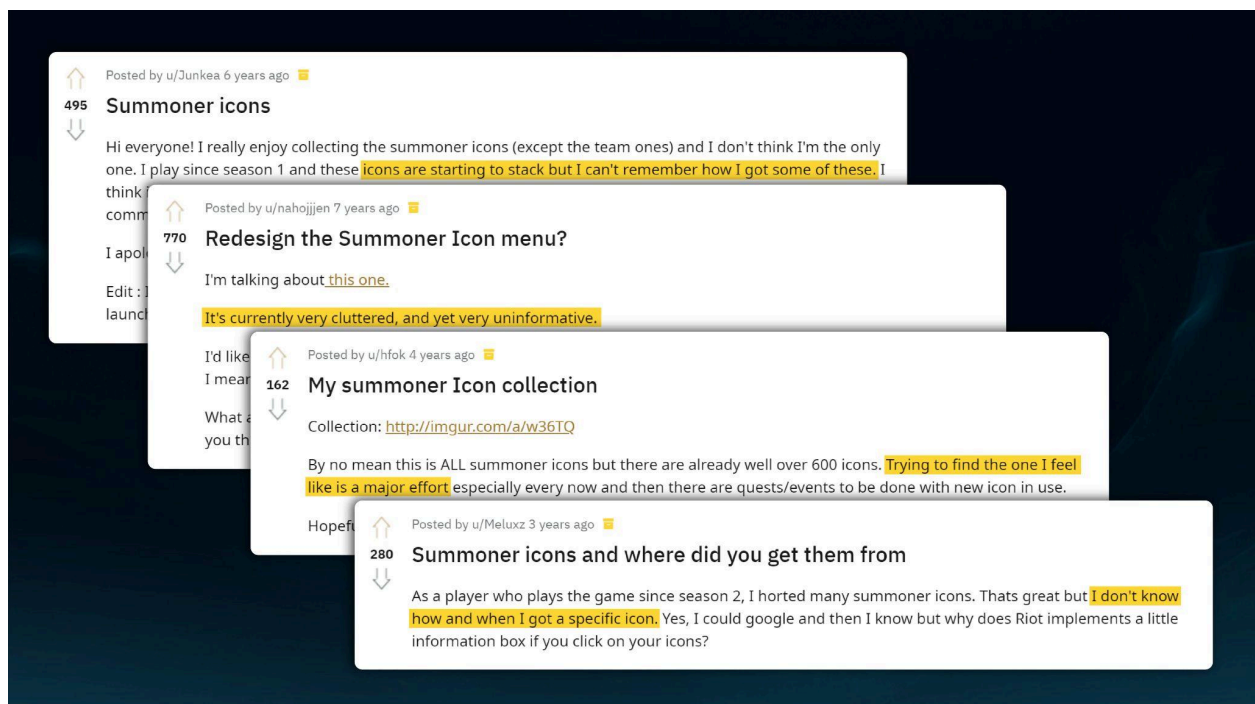 Posted by u/Junkea 6 years ago
495
Summoner icons
Hi everyone! I really enjoy collecting the summoner icons (except the team ones) and I don't think I'm the only
one. I play since season 1 and these icons are starting to stack but I can't remember how I got some of these. I
think
comm
I apol
Edit :
launch
Posted by u/nahojjjen 7 years ago
770
Redesign the Summoner Icon menu?
I'm talking about this one.
It's currently very cluttered, and yet very uninformative.
I'd like
I mean
What
you th
Posted by u/hfok 4 years ago
162
My summoner Icon collection
Collection: http://imgur.com/a/w36TQ
By no mean this is ALL summoner icons but there are already well over 600 icons. Trying to find the one I feel
like is a major effort especially every now and then there are quests/events to be done with new icon in use.
Hopefu
Posted by u/Meluxz 3 years ago
280
Summoner icons and where did you get them from
As a player who plays the game since season 2, I horted many summoner icons. Thats great but I don't know
how and when I got a specific icon. Yes, I could google and then I know but why does Riot implements a little
information box if you click on your icons?